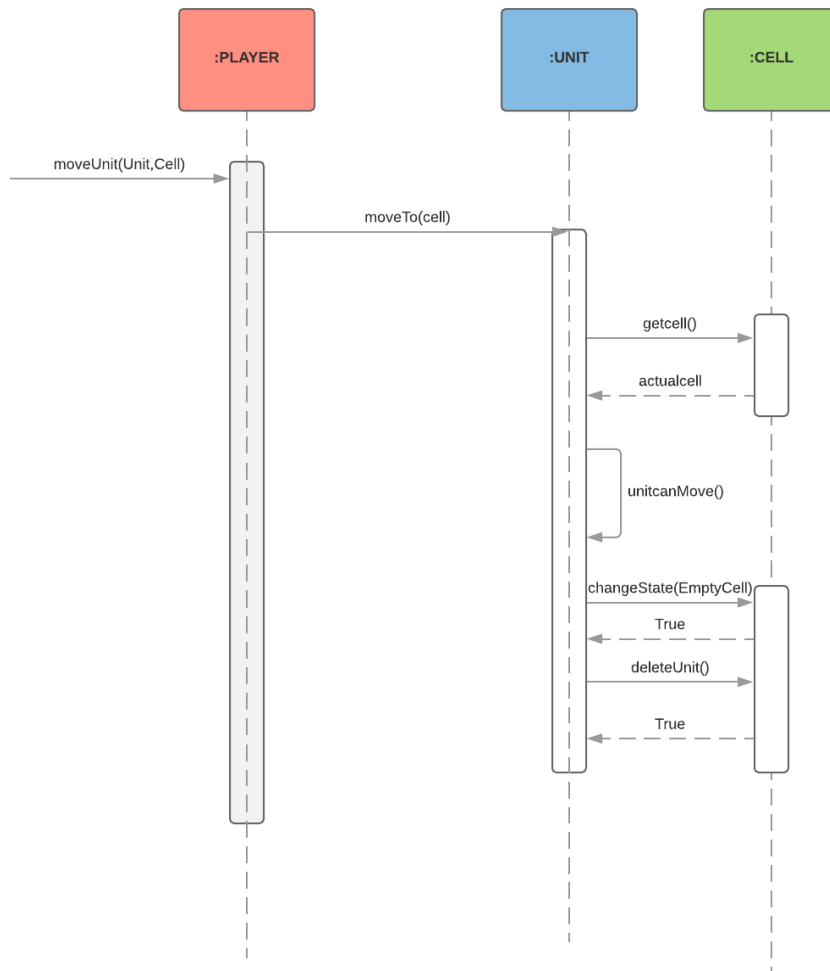 :PLAYER
:UNIT
:CELL
moveUnit(Unit,Cell)
moveTo(cell)
getcell()
actualcell
unitcanMove()
changeState(EmptyCell)
True
deleteUnit()
True